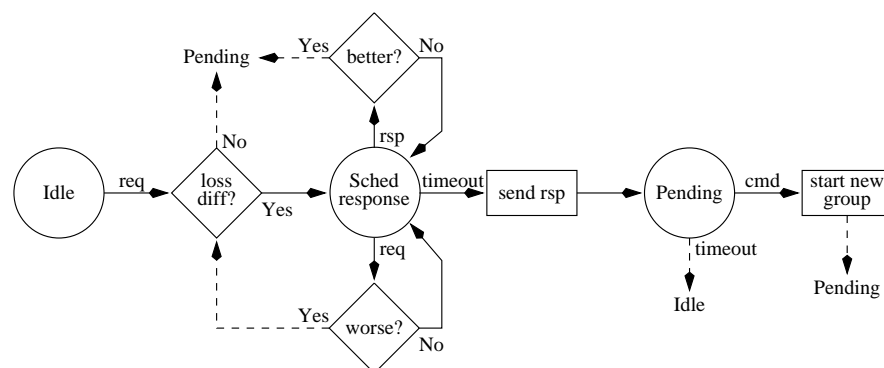 Yes
better?
No
Pending
No
rsp
Idle
req
loss
diff?
Yes
Sched
response
timeout
send rsp
Pending
cmd
start new
group
req
timeout
Yes
worse?
No
Idle
Pending